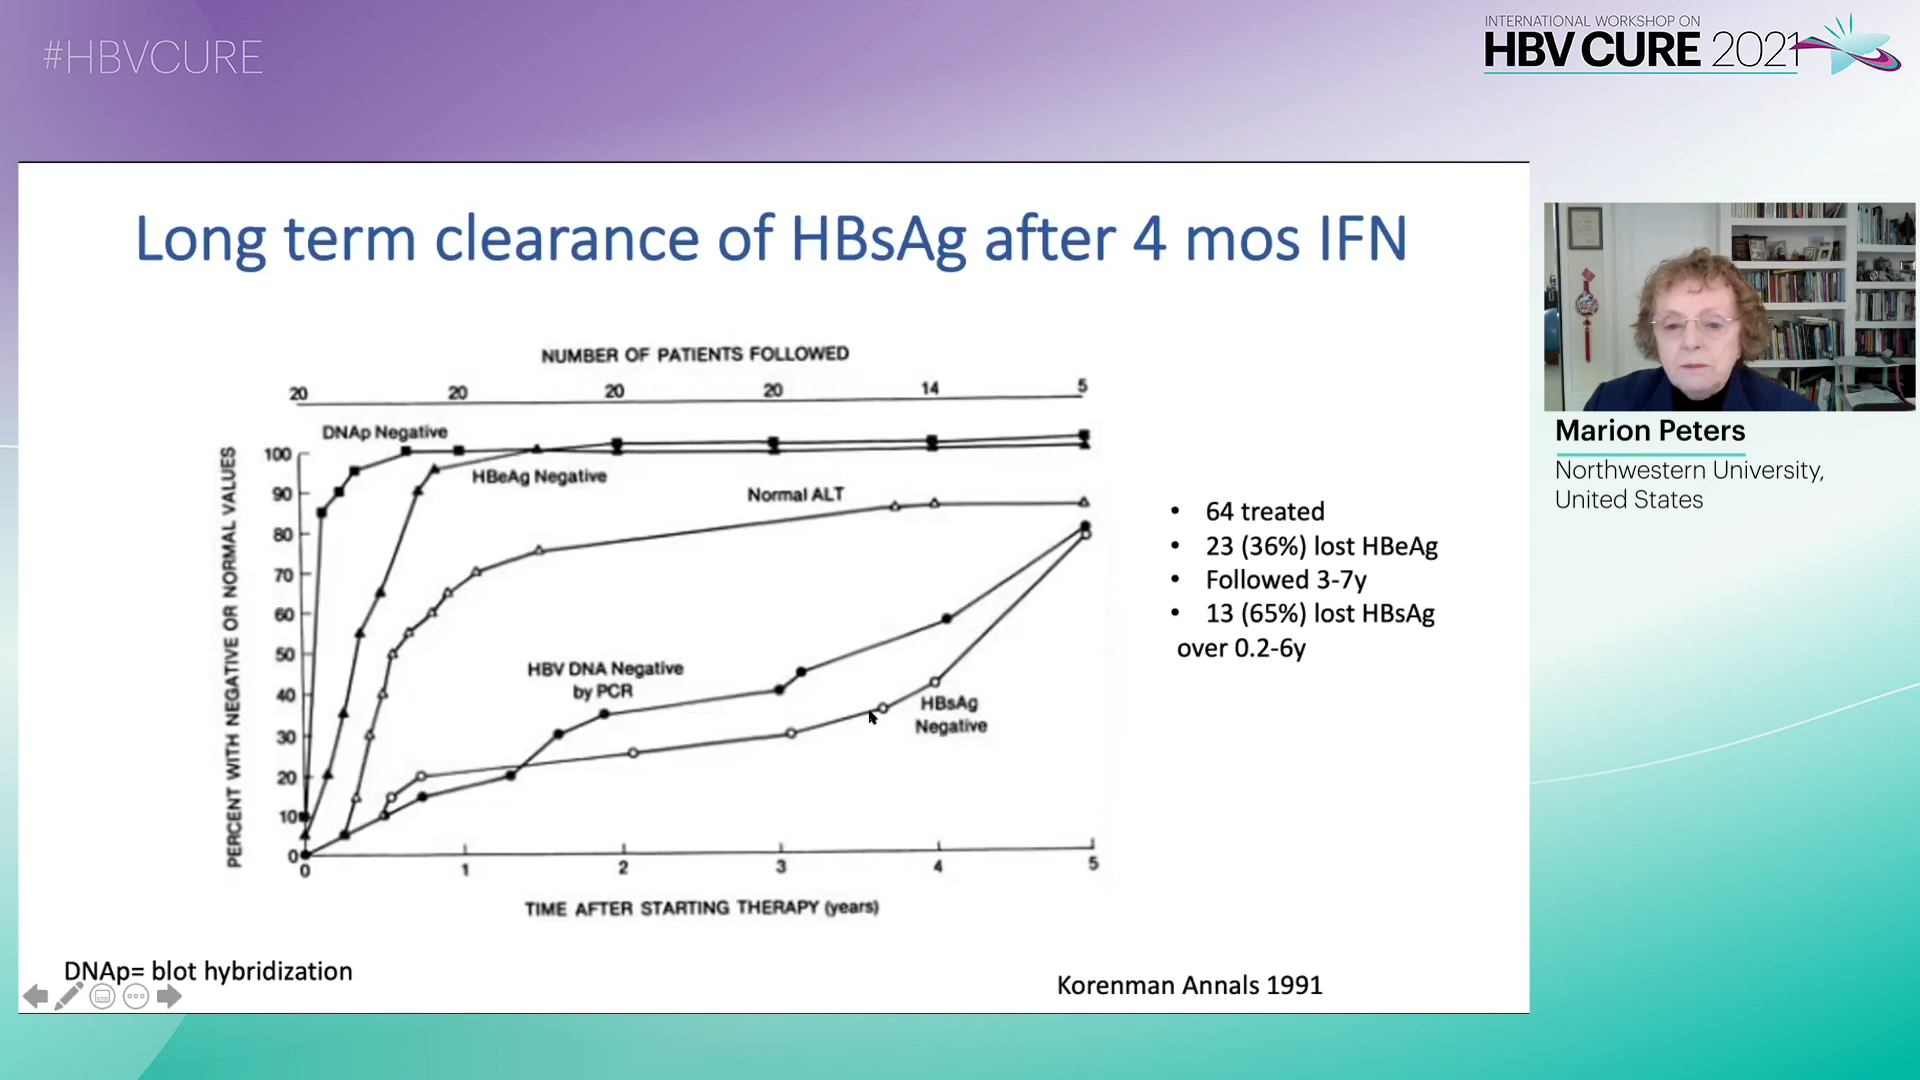 #HBVCURE
INTERNATIONAL WORKSHOP ON
HBV CURE 2021
Long term clearance of HBsAg after 4 mos IFN
NUMBER OF PATIENTS FOLLOWED
20 20 20 20 14 5
DNAp Negative
HBeAg Negative
Normal ALT
HBV DNA Negative
by PCR
HBsAg
Negative
PERCENT WITH NEGATIVE OR NORMAL VALUES
100
90
80
70
60
50
40
30
20
10
0
0 1 2 3 4 5
TIME AFTER STARTING THERAPY (years)
• 64 treated
• 23 (36%) lost HBeAg
• Followed 3-7y
• 13 (65%) lost HBsAg
over 0.2-6y
DNAp= blot hybridization
Korenman Annals 1991
Marion Peters
Northwestern University,
United States